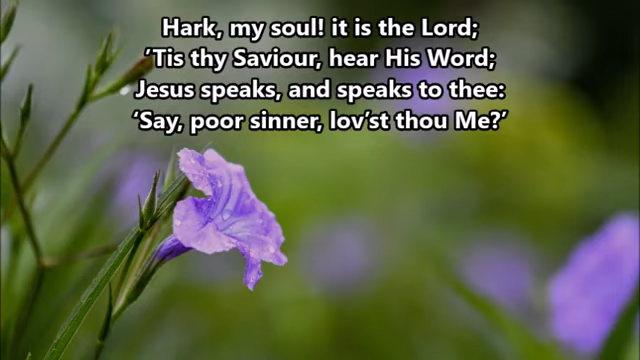 Hark, my soul! it is the Lord;
’Tis thy Saviour, hear His Word;
Jesus speaks, and speaks to thee:
‘Say, poor sinner, lov’st thou Me?’